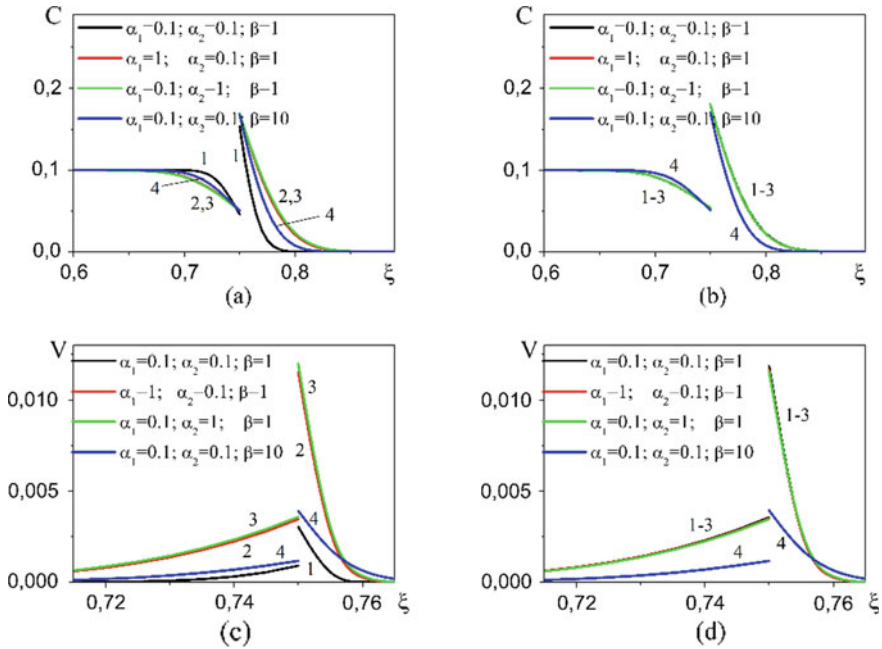 C
α₁=0.1; α₂=0.1; β=1
α₁=1; α₂=0.1; β=1
α₁=0.1; α₂=1; β=1
α₁=0.1; α₂=0.1; β=10
0,2
0,1
0,0
1
1
4
2,3
2,3
4
0,6 0,7 0,8 ξ
(a)
C
α₁=0.1; α₂=0.1; β=1
α₁=1; α₂=0.1; β=1
α₁=0.1; α₂=1; β=1
α₁=0.1; α₂=0.1; β=10
0,2
0,1
0,0
4
1-3
1-3
4
0,6 0,7 0,8 ξ
(b)
V
α₁=0.1; α₂=0.1; β=1
α₁=1; α₂=0.1; β=1
α₁=0.1; α₂=1; β=1
α₁=0.1; α₂=0.1; β=10
0,010
0,005
0,000
3
2
3
4
2
4
1
0,72 0,74 0,76 ξ
(c)
V
α₁=0.1; α₂=0.1; β=1
α₁=1; α₂=0.1; β=1
α₁=0.1; α₂=1; β=1
α₁=0.1; α₂=0.1; β=10
0,010
0,005
0,000
1-3
1-3
4
4
0,72 0,74 0,76 ξ
(d)